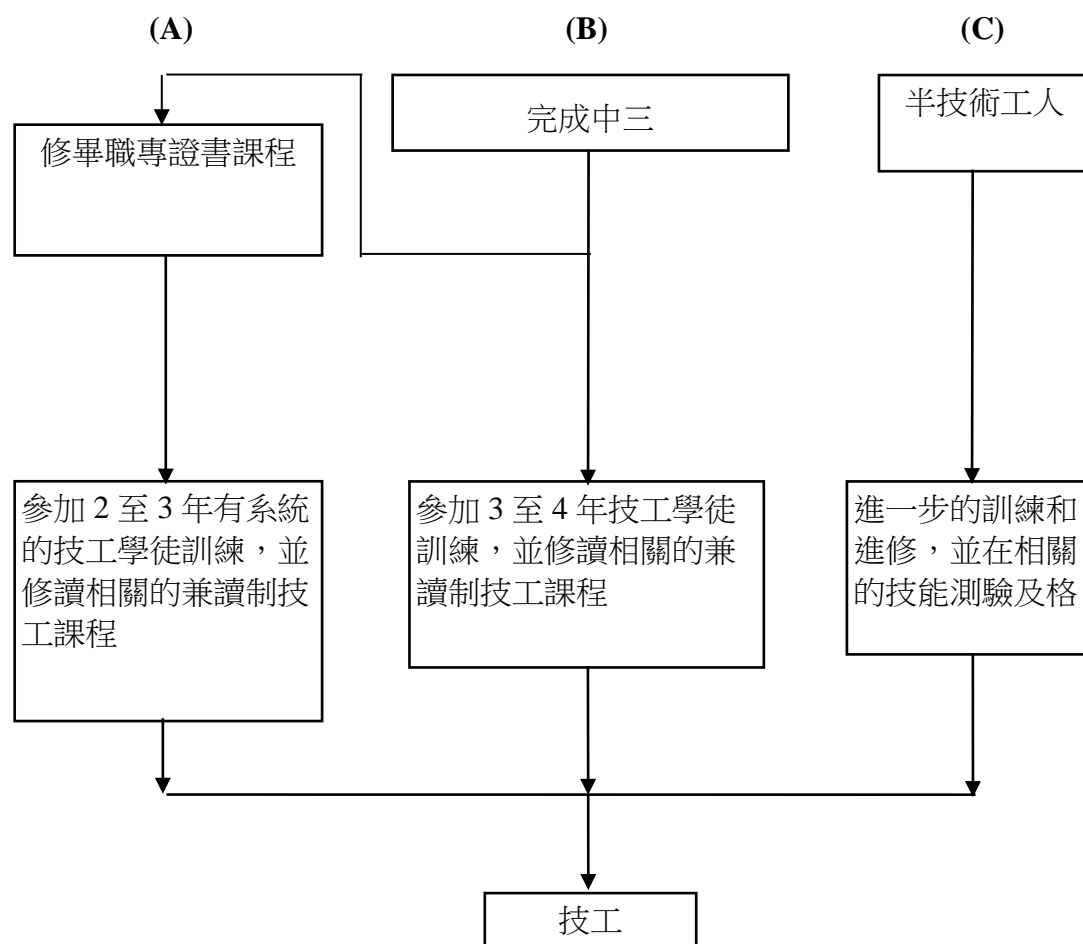 (A)
(B)
(C)
修畢職專證書課程
完成中三
半技術工人
參加 2 至 3 年有系統
的技工學徒訓練，並
修讀相關的兼讀制技
工課程
參加 3 至 4 年技工學徒
訓練，並修讀相關的兼
讀制技工課程
進一步的訓練和
進修，並在相關
的技能測驗及格
技工